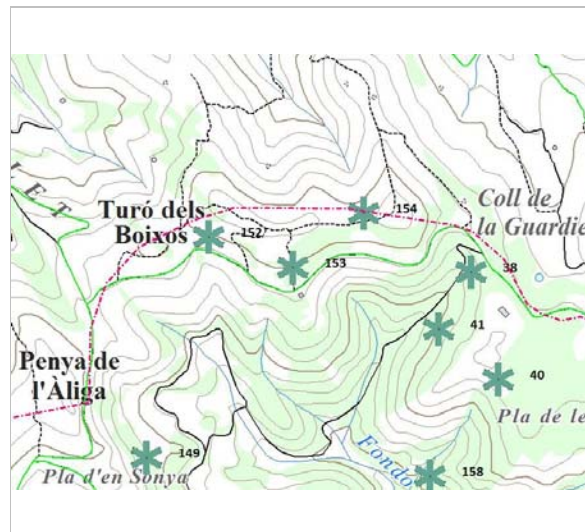 LET
Turó dels
Boixos
152
154
153
Coll de
la Guardie
38
41
40
Penya de
l'Àliga
Pla de le
149
Pla d'en Sonya
Fondo
158